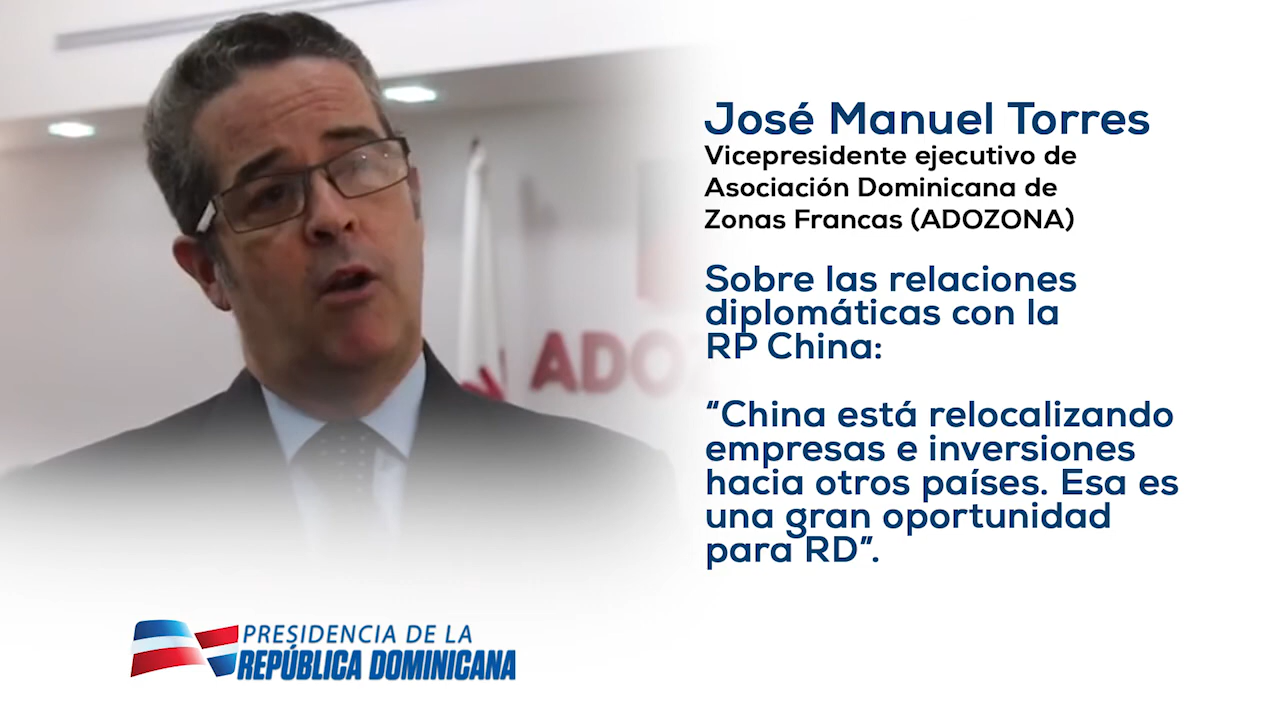 José Manuel Torres
Vicepresidente ejecutivo de
Asociación Dominicana de
Zonas Francas (ADOZONA)
Sobre las relaciones
diplomáticas con la
RP China:
“China está relocalizando
empresas e inversiones
hacia otros países. Esa es
una gran oportunidad
para RD”.
ADOZ
PRESIDENCIA DE LA
REPÚBLICA DOMINICANA